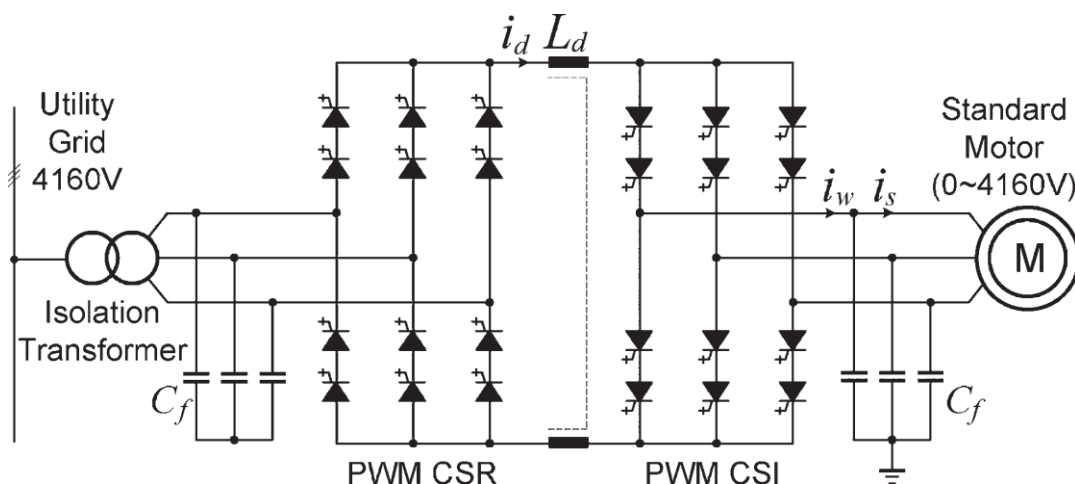 Utility
Grid
4160V
Isolation
Transformer
C_f
PWM CSR
i_d L_d
PWM CSI
i_w i_s
Standard
Motor
(0~4160V)
M
C_f